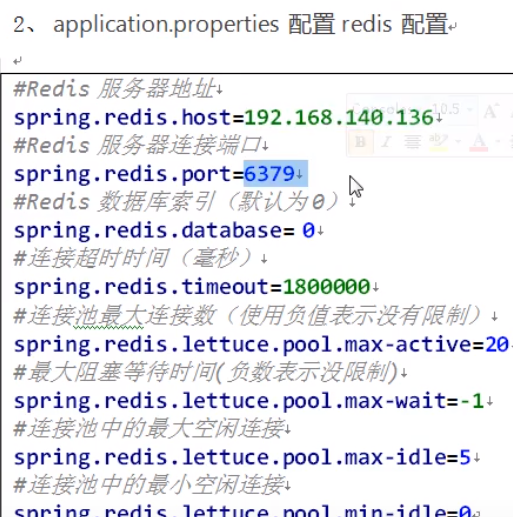 2、application.properties 配置 redis 配置
#Redis 服务器地址
spring.redis.host=192.168.140.136
#Redis 服务器连接端口
spring.redis.port=6379
#Redis 数据库索引（默认为 0）
spring.redis.database= 0
#连接超时时间（毫秒）
spring.redis.timeout=1800000
#连接池最大连接数（使用负值表示没有限制）
spring.redis.lettuce.pool.max-active=20
#最大阻塞等待时间(负数表示没限制)
spring.redis.lettuce.pool.max-wait=-1
#连接池中的最大空闲连接
spring.redis.lettuce.pool.max-idle=5
#连接池中的最小空闲连接
spring.redis.lettuce.pool.min-idle=0